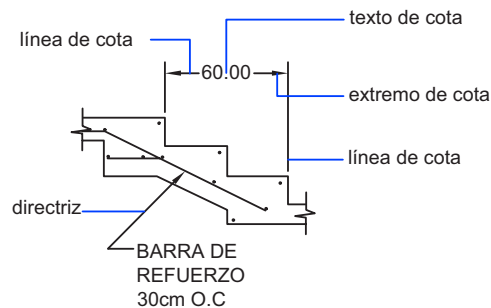 texto de cota
línea de cota
60.00
extremo de cota
línea de cota
directriz
BARRA DE
REFUERZO
30cm O.C